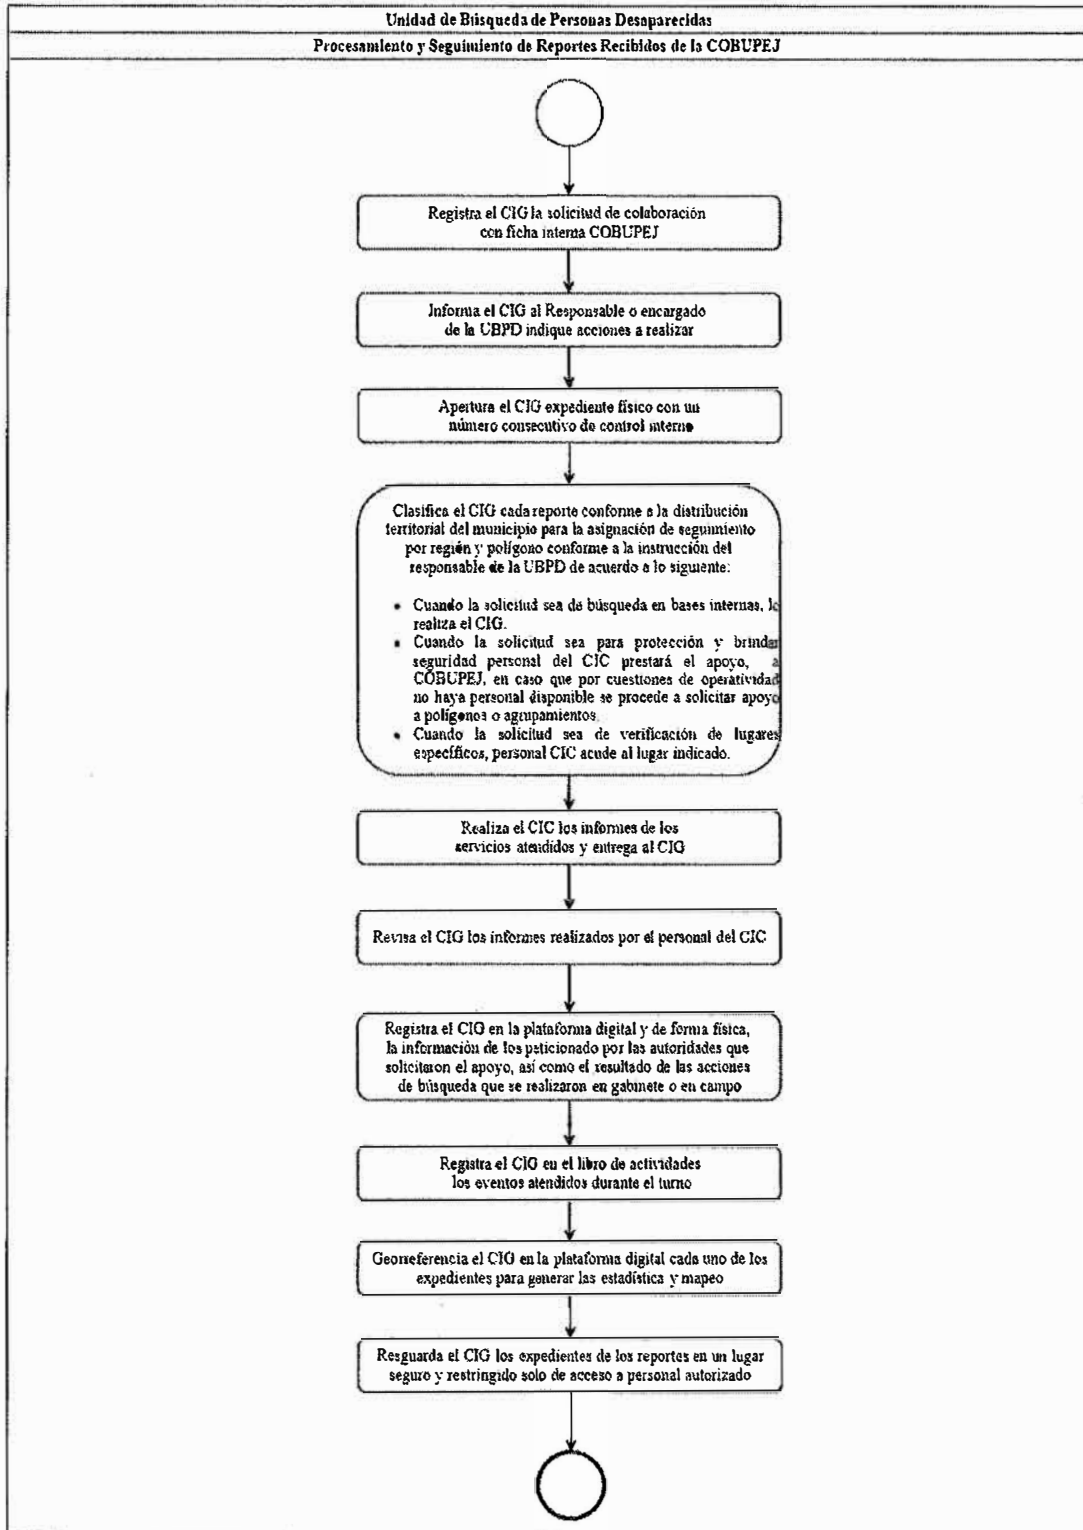 Unidad de Búsqueda de Personas Desaparecidas
Procesamiento y Seguimiento de Reportes Recibidos de la COBUPEJ
Registra el CIG la solicitud de colaboración
con ficha interna COBUPEJ
Informa el CIG al Responsable o encargado
de la UBPD indique acciones a realizar
Apertura el CIG expediente físico con un
número consecutivo de control interno
Clasifica el CIG cada reporte conforme a la distribución
territorial del municipio para la asignación de seguimiento
por región y polígono conforme a la instrucción del
responsable de la UBPD de acuerdo a lo siguiente:
• Cuando la solicitud sea de búsqueda en bases internas, lo
realiza el CIG.
• Cuando la solicitud sea para protección y brindar
seguridad personal del CIC prestará el apoyo, a
COBUPEJ, en caso que por cuestiones de operatividad
no haya personal disponible se procede a solicitar apoyo
a polígonos o agrupamientos.
• Cuando la solicitud sea de verificación de lugares
específicos, personal CIC acude al lugar indicado.
Realiza el CIC los informes de los
servicios atendidos y entrega al CIG
Revisa el CIG los informes realizados por el personal del CIC
Registra el CIG en la plataforma digital y de forma física,
la información de los peticionado por las autoridades que
solicitaron el apoyo, así como el resultado de las acciones
de búsqueda que se realizaron en gabinete o en campo
Registra el CIG en el libro de actividades
los eventos atendidos durante el turno
Georreferencia el CIG en la plataforma digital cada uno de los
expedientes para generar las estadística y mapeo
Resguarda el CIG los expedientes de los reportes en un lugar
seguro y restringido solo de acceso a personal autorizado